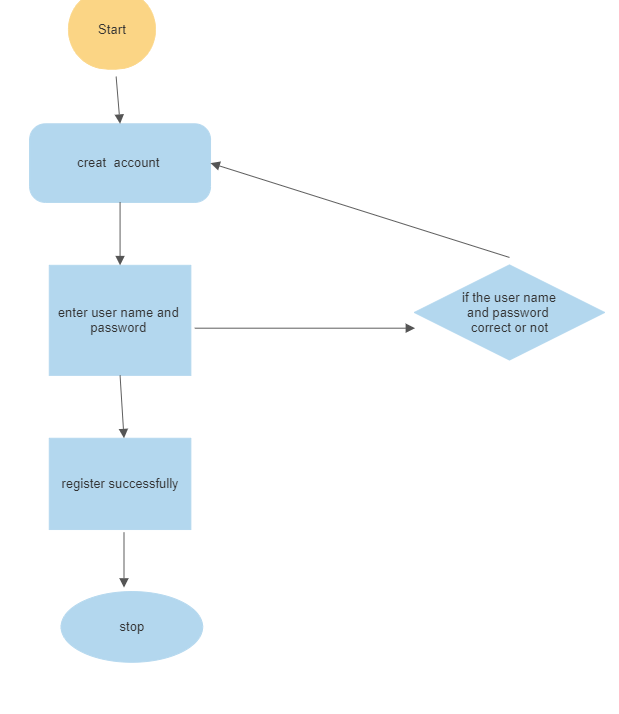 Start
creat account
enter user name and
password
if the user name
and password
correct or not
register successfully
stop